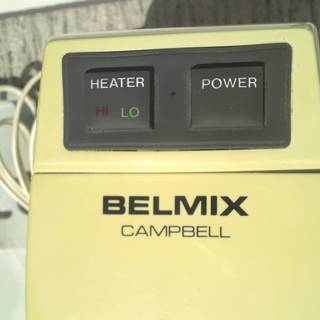 HEATER POWER
HI LO
BELMIX
CAMPBELL